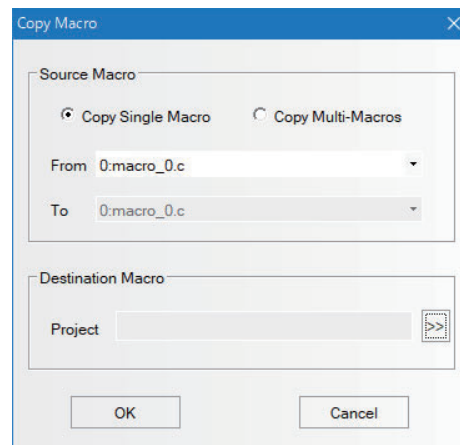 Copy Macro
Source Macro
Copy Single Macro Copy Multi-Macros
From 0:macro_0.c
To 0:macro_0.c
Destination Macro
Project >>
OK Cancel